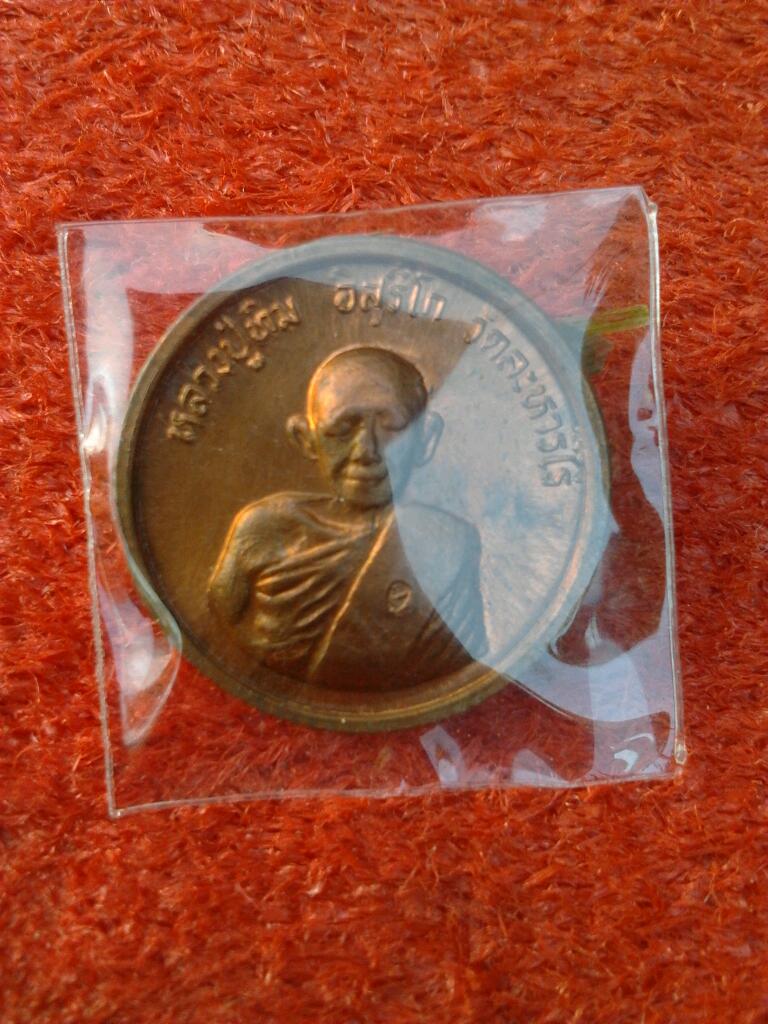 หลวงปู่ทิม อิสริโก วัดละหารไร่